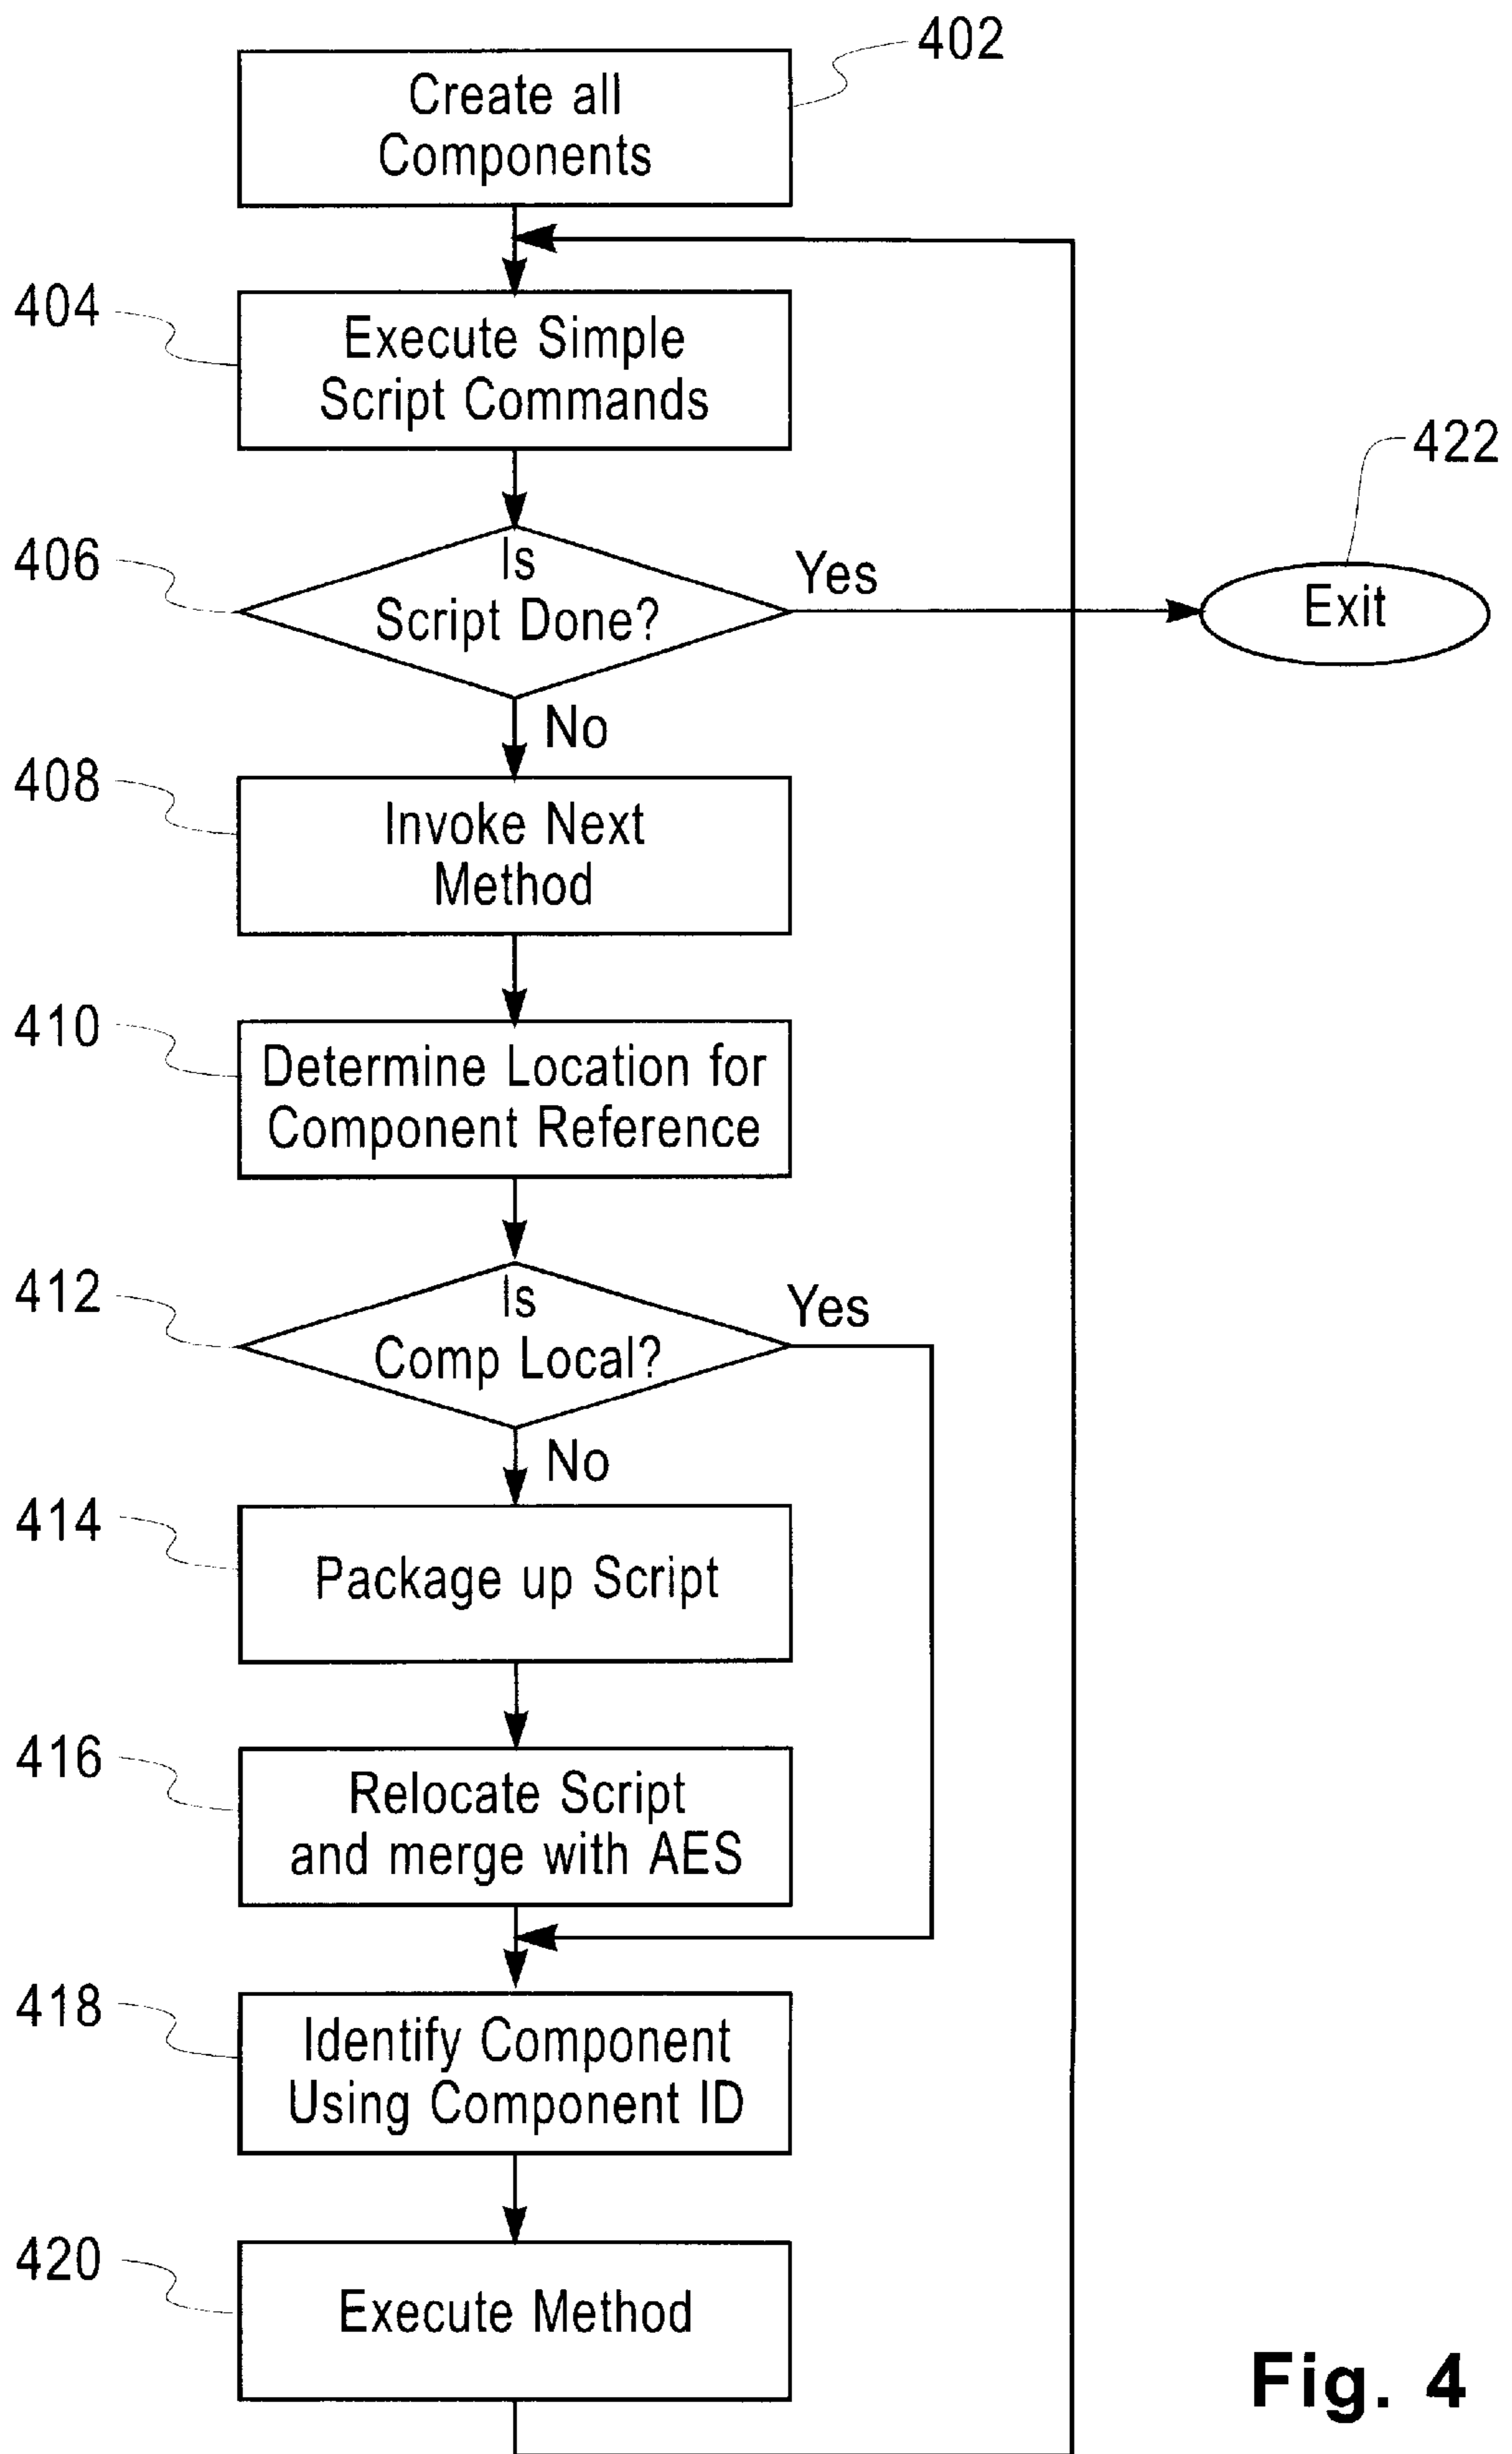 402
Create all
Components
404
Execute Simple
Script Commands
422
406
Is
Script Done?
Yes
Exit
No
408
Invoke Next
Method
410
Determine Location for
Component Reference
412
Is
Comp Local?
Yes
No
414
Package up Script
416
Relocate Script
and merge with AES
418
Identify Component
Using Component ID
420
Execute Method
Fig. 4